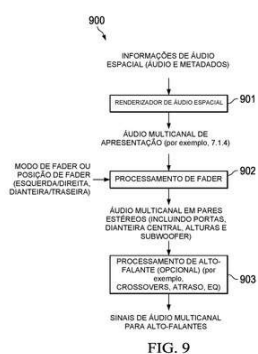 900
INFORMAÇÕES DE ÁUDIO
ESPACIAL (ÁUDIO E METADADOS)
RENDERIZADOR DE ÁUDIO ESPACIAL
901
ÁUDIO MULTICANAL DE
APRESENTAÇÃO (por exemplo, 7.1.4)
MODO DE FADER OU
POSIÇÃO DE FADER
(ESQUERDA/DIREITA,
DIANTEIRA/TRASEIRA)
PROCESSAMENTO DE FADER
902
ÁUDIO MULTICANAL EM PARES
ESTÉREOS (INCLUINDO PORTAS,
DIANTEIRA CENTRAL, ALTURAS E
SUBWOOFER)
PROCESSAMENTO DE ALTO-
FALANTE (OPCIONAL) (por
exemplo,
CROSSOVERS, ATRASO, EQ)
903
SINAIS DE ÁUDIO MULTICANAL
PARA ALTO-FALANTES
FIG. 9